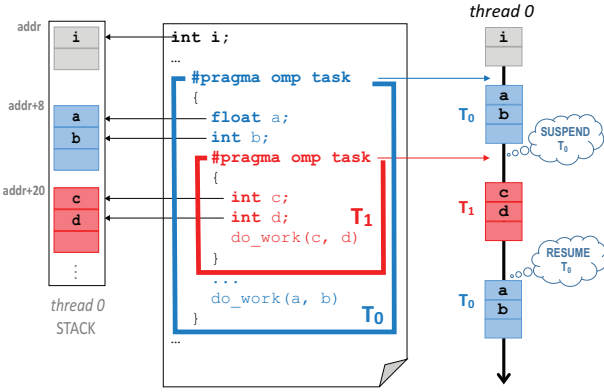 addr
i
addr+8
a
b
addr+20
c
d
⋮
thread 0
STACK
int i;
…
#pragma omp task
{
float a;
int b;
#pragma omp task
{
int c;
int d;
do_work(c, d)
}
T1
...
do_work(a, b)
}
T0
…
thread 0
i
T0
a
b
SUSPEND
T0
T1
c
d
RESUME
T0
T0
a
b